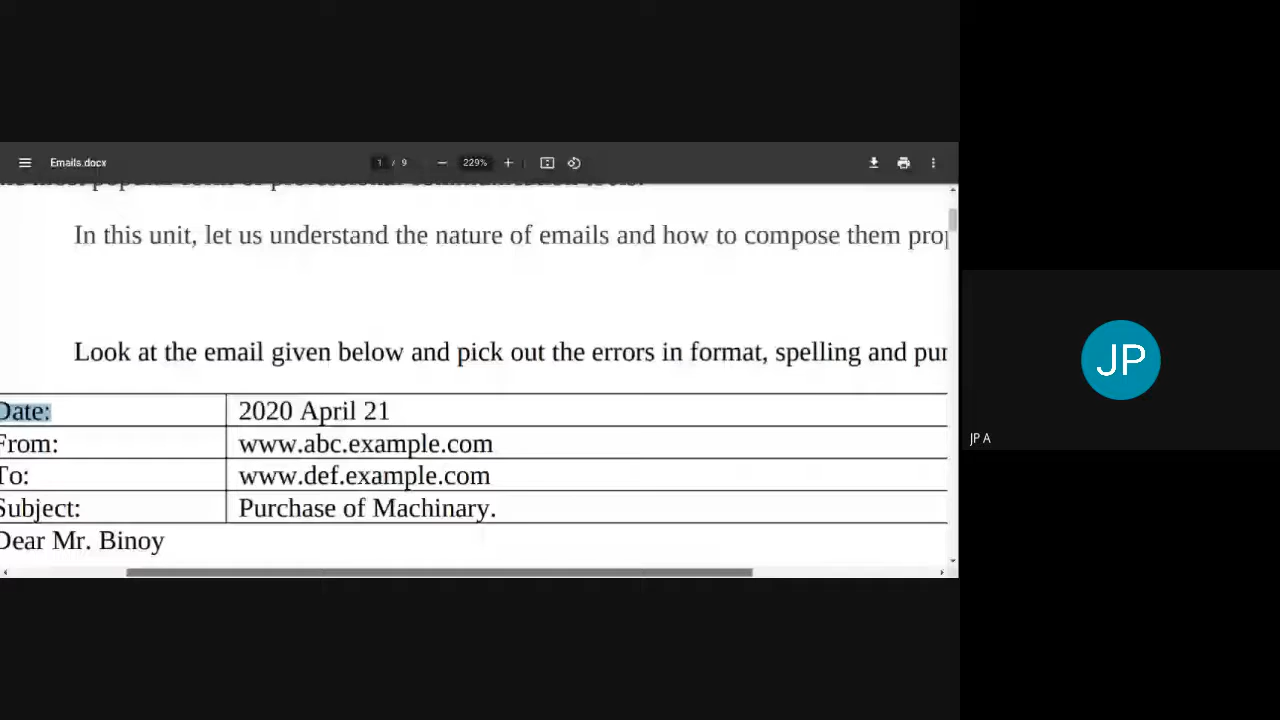 Emails.docx
1 / 9
229%
In this unit, let us understand the nature of emails and how to compose them
Look at the email given below and pick out the errors in format, spelling and
Date: 2020 April 21
From: www.abc.example.com
To: www.def.example.com
Subject: Purchase of Machinary.
Dear Mr. Binoy
JP
JP A